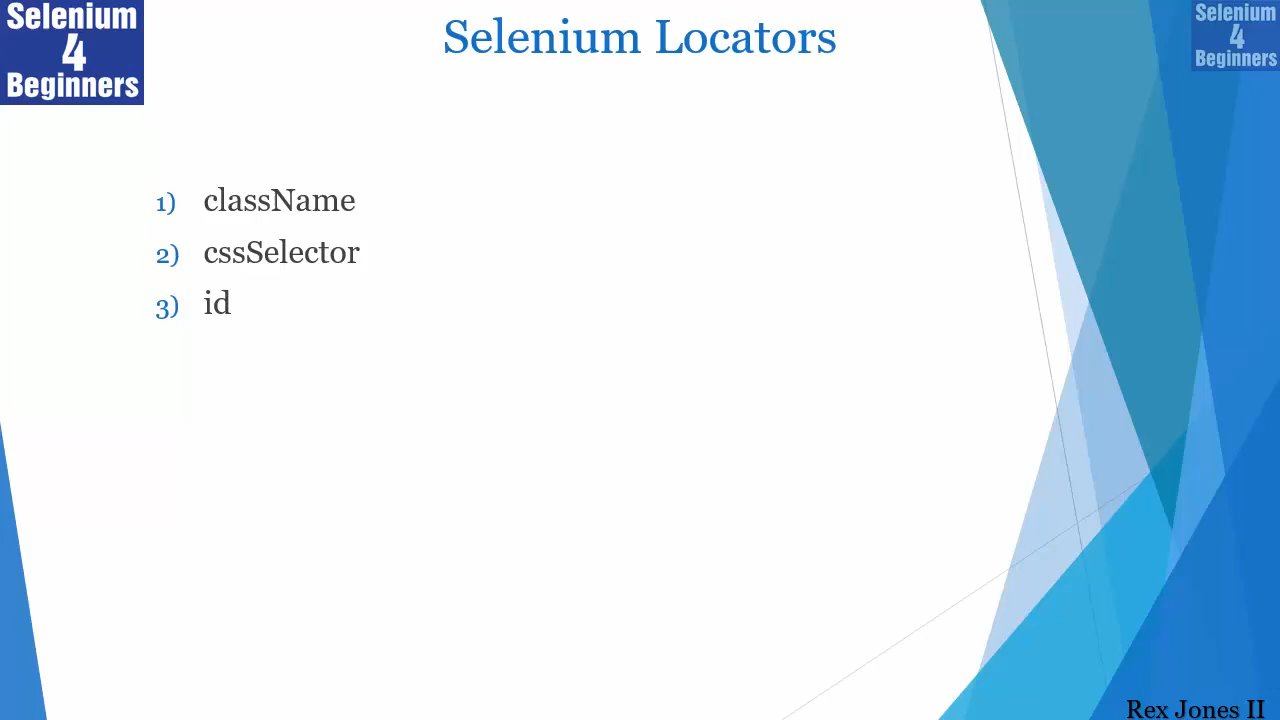 Selenium
4
Beginners
Selenium Locators
Selenium
4
Beginners
1) className
2) cssSelector
3) id
Rex Jones II